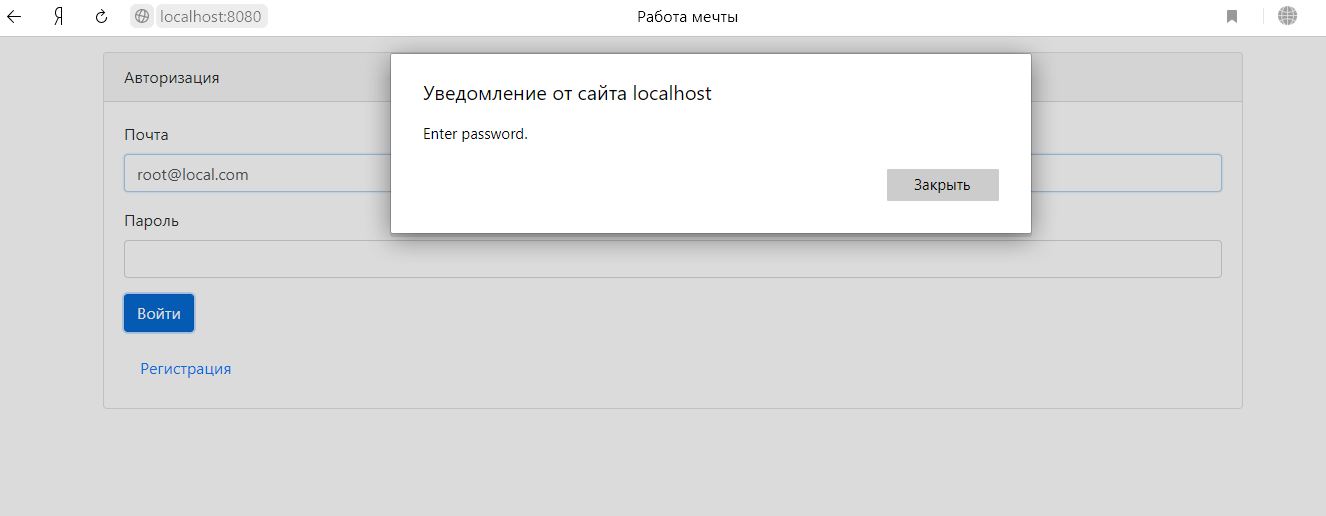 localhost:8080
Работа мечты
Авторизация
Уведомление от сайта localhost
Enter password.
Закрыть
Почта
root@local.com
Пароль
Войти
Регистрация